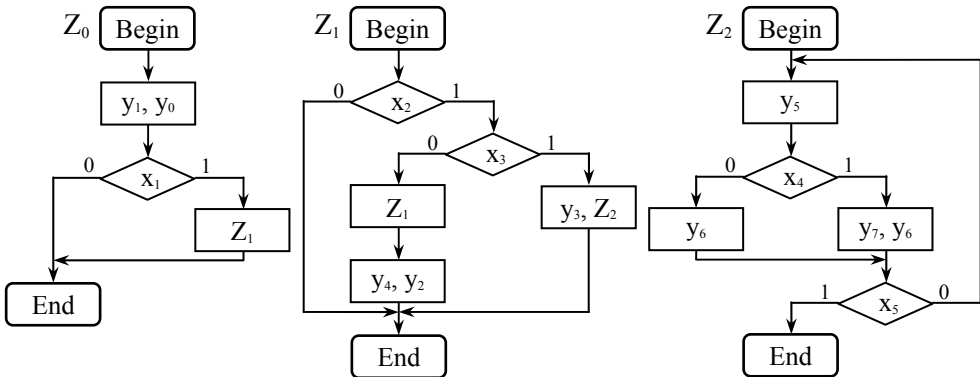 Z₀
Begin
y₁, y₀
x₁
0
1
Z₁
End
Z₁
Begin
x₂
0
1
x₃
0
1
Z₁
y₃, Z₂
y₄, y₂
End
Z₂
Begin
y₅
x₄
0
1
y₆
y₇, y₆
x₅
1
0
End